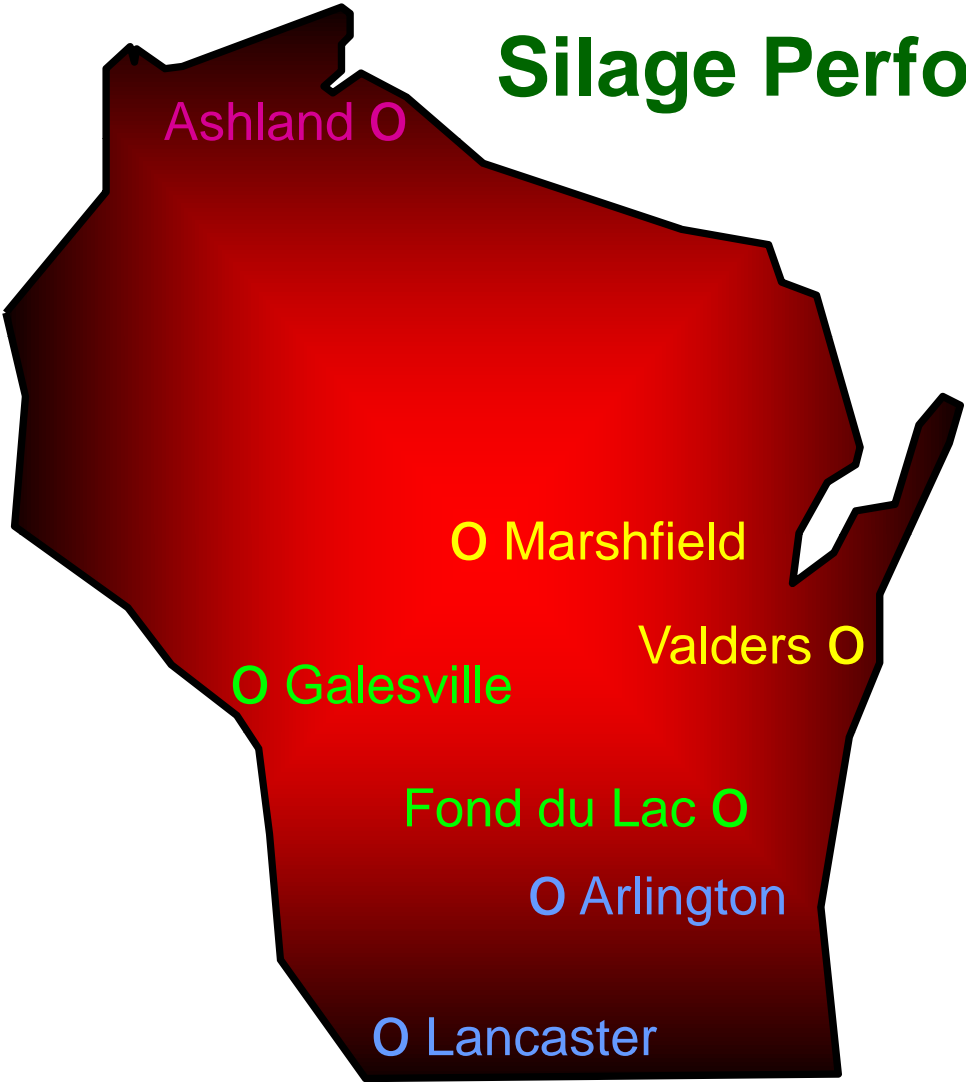 Silage Perfo
Ashland O
O Marshfield
Valders O
O Galesville
Fond du Lac O
O Arlington
O Lancaster